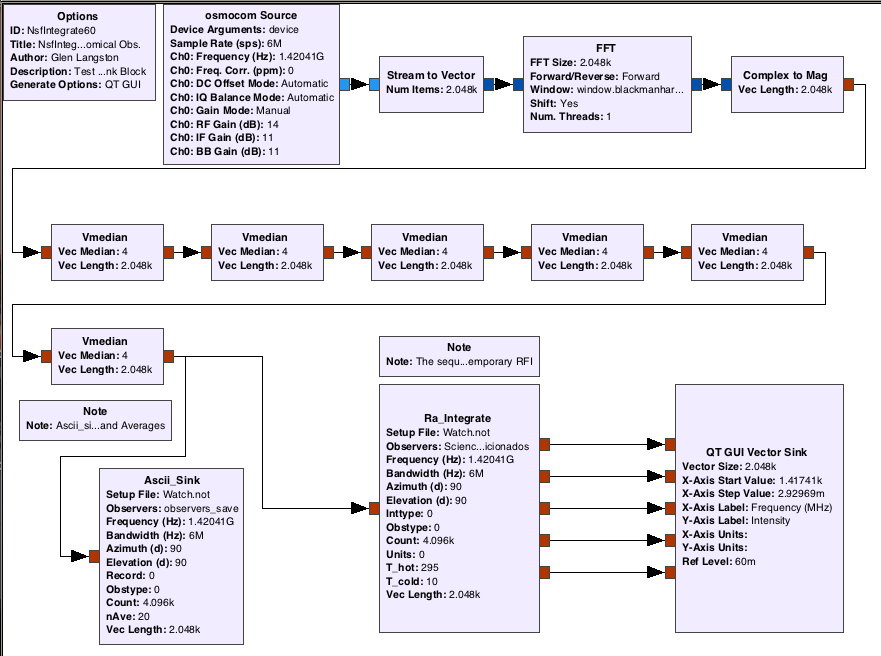 Options
ID: NsfIntegrate60
Title: NsfInteg...omical Obs.
Author: Glen Langston
Description: Test ...nk Block
Generate Options: QT GUI
osmocom Source
Device Arguments: device
Sample Rate (sps): 6M
Ch0: Frequency (Hz): 1.42041G
Ch0: Freq. Corr. (ppm): 0
Ch0: DC Offset Mode: Automatic
Ch0: IQ Balance Mode: Automatic
Ch0: Gain Mode: Manual
Ch0: RF Gain (dB): 14
Ch0: IF Gain (dB): 11
Ch0: BB Gain (dB): 11
Stream to Vector
Num Items: 2.048k
FFT
FFT Size: 2.048k
Forward/Reverse: Forward
Window: window.blackmanhar...
Shift: Yes
Num. Threads: 1
Complex to Mag
Vec Length: 2.048k
Vmedian
Vec Median: 4
Vec Length: 2.048k
Vmedian
Vec Median: 4
Vec Length: 2.048k
Vmedian
Vec Median: 4
Vec Length: 2.048k
Vmedian
Vec Median: 4
Vec Length: 2.048k
Vmedian
Vec Median: 4
Vec Length: 2.048k
Vmedian
Vec Median: 4
Vec Length: 2.048k
Note
Note: The sequ...emporary RFI
Note
Note: Ascii_si...and Averages
Ascii_Sink
Setup File: Watch.not
Observers: observers_save
Frequency (Hz): 1.42041G
Bandwidth (Hz): 6M
Azimuth (d): 90
Elevation (d): 90
Record: 0
Obstype: 0
Count: 4.096k
nAve: 20
Vec Length: 2.048k
Ra_Integrate
Setup File: Watch.not
Observers: Scienc...icionados
Frequency (Hz): 1.42041G
Bandwidth (Hz): 6M
Azimuth (d): 90
Elevation (d): 90
Inttype: 0
Obstype: 0
Count: 4.096k
Units: 0
T_hot: 295
T_cold: 10
Vec Length: 2.048k
QT GUI Vector Sink
Vector Size: 2.048k
X-Axis Start Value: 1.41741k
X-Axis Step Value: 2.92969m
X-Axis Label: Frequency (MHz)
Y-Axis Label: Intensity
X-Axis Units:
Y-Axis Units:
Ref Level: 60m